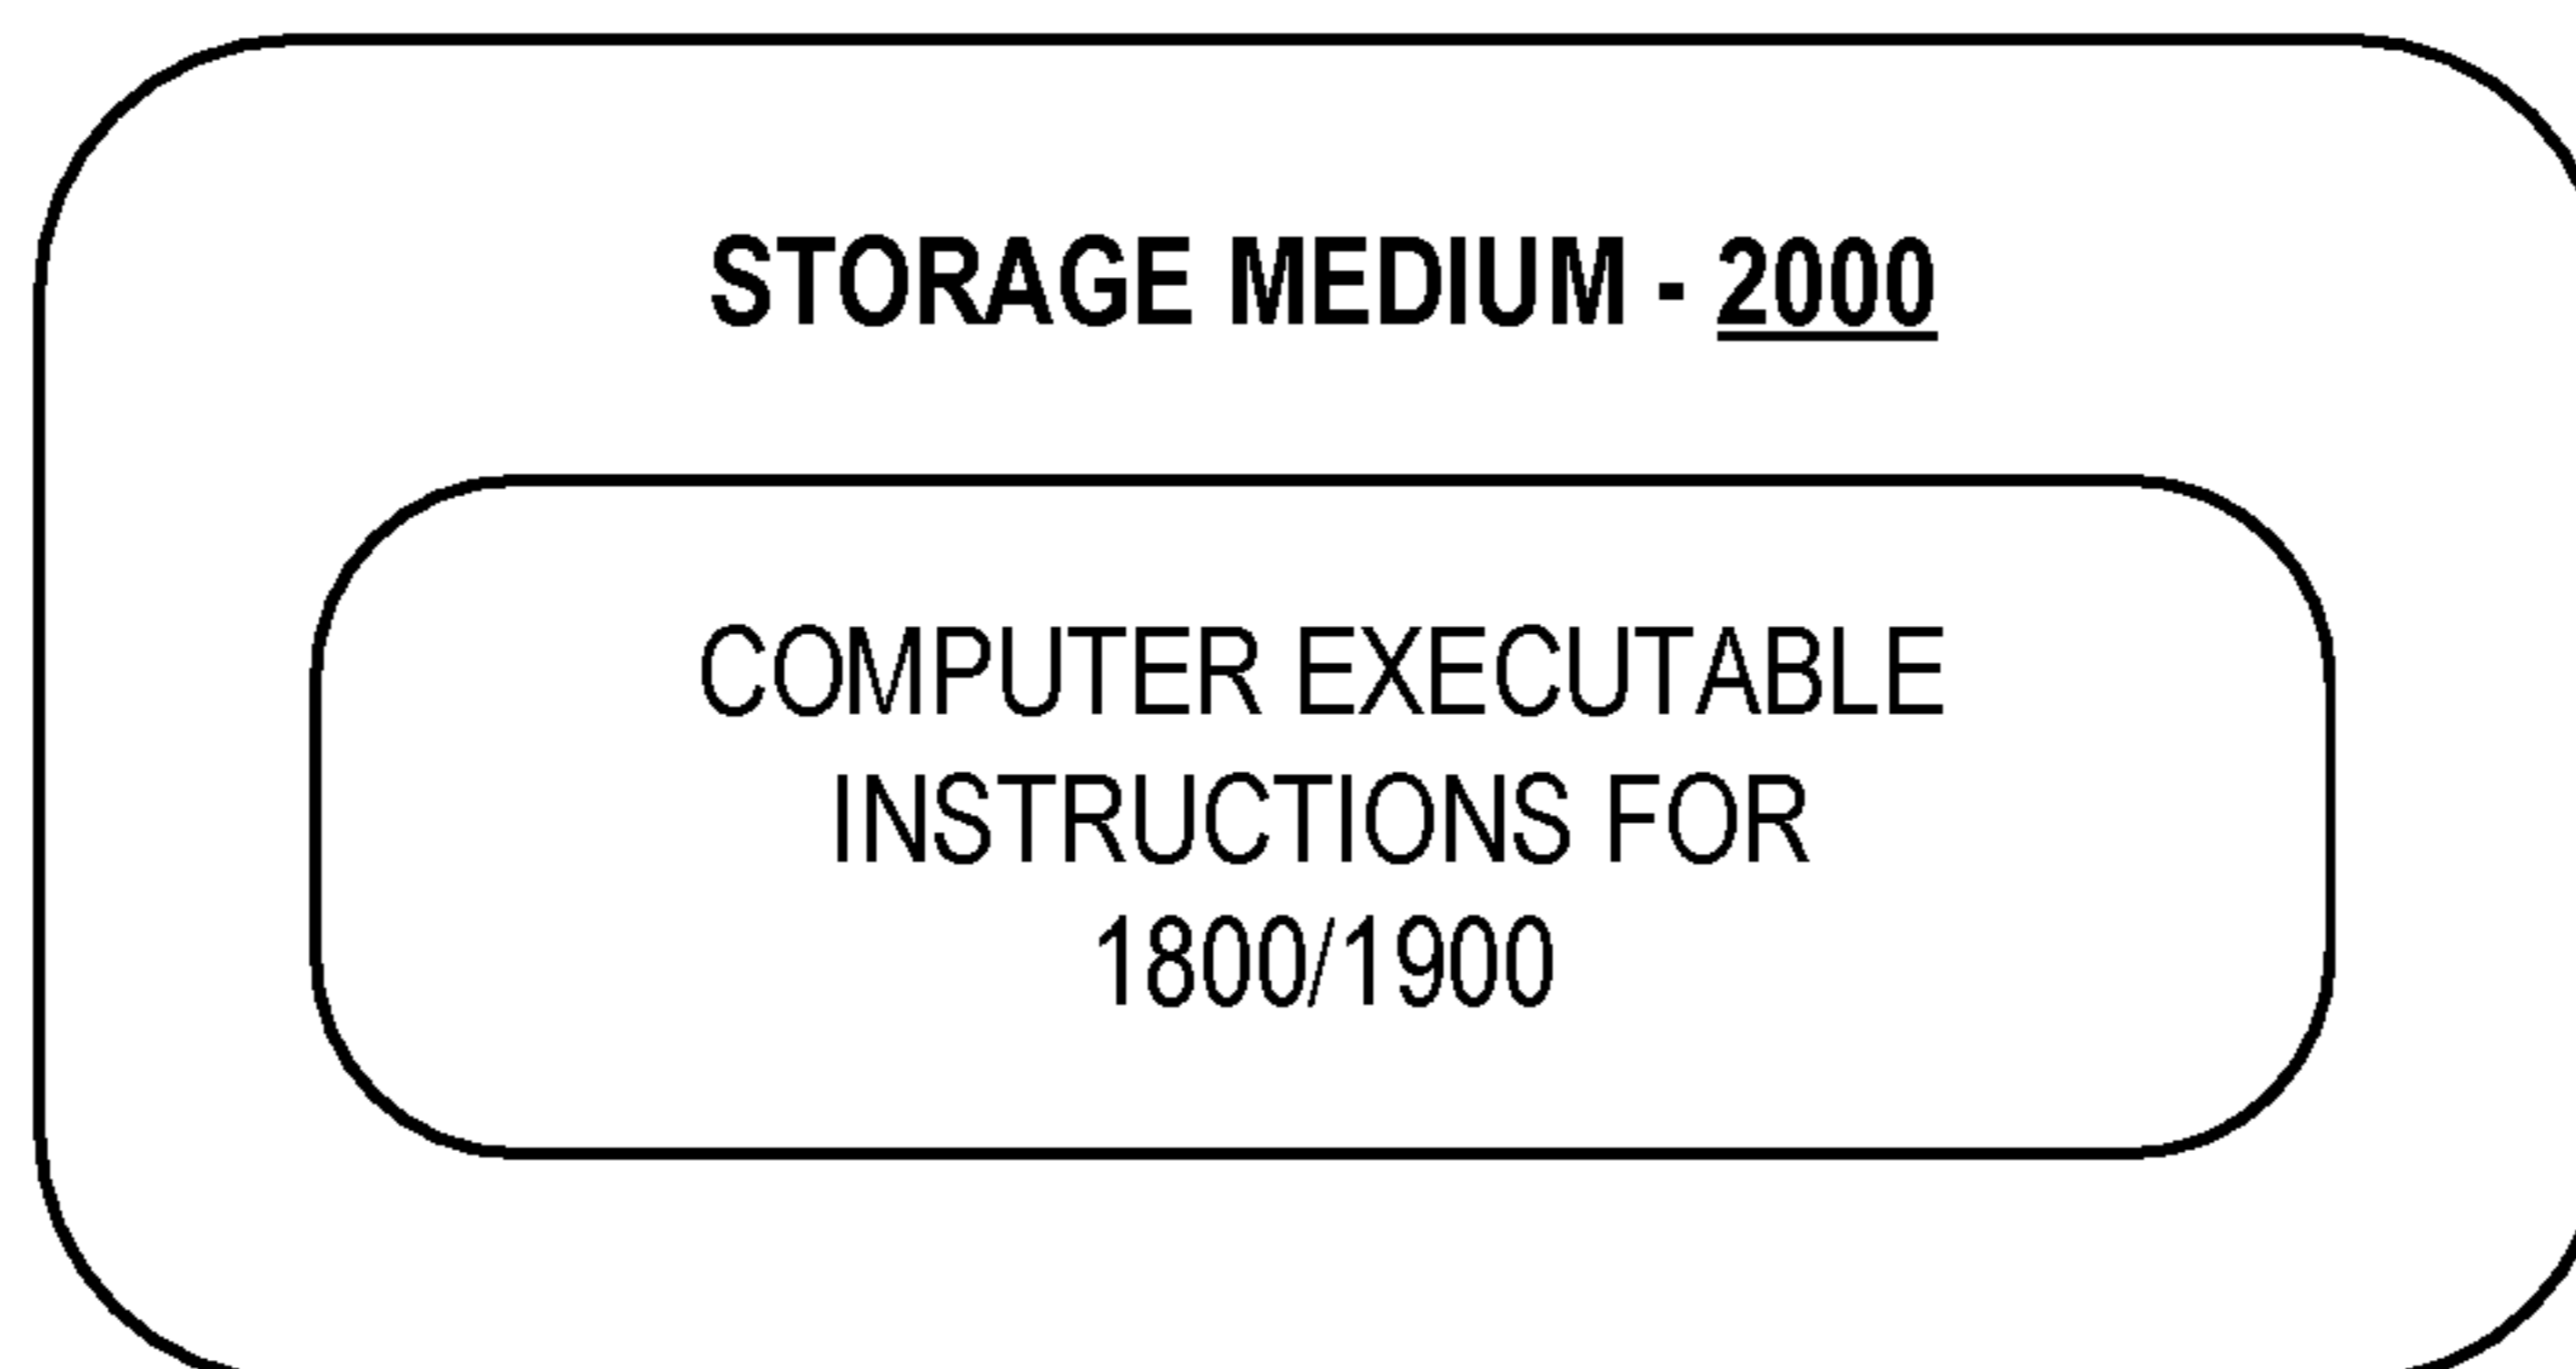 STORAGE MEDIUM - 2000
COMPUTER EXECUTABLE
INSTRUCTIONS FOR
1800/1900